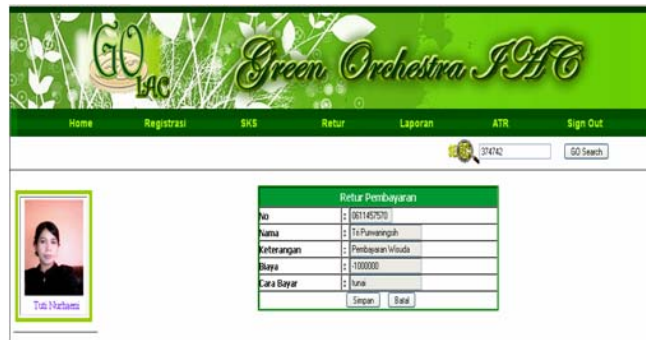 GO
IAC
Green Orchestra IAC
Home Registrasi SKS Retur Laporan ATR Sign Out
374742 GO Search
Retur Pembayaran
No : 0611457570
Nama : Tri Purwaningsih
Keterangan : Pembayaran Wisuda
Biaya : -1000000
Cara Bayar : tunai
Simpan Batal
Tuti Nurhaeni